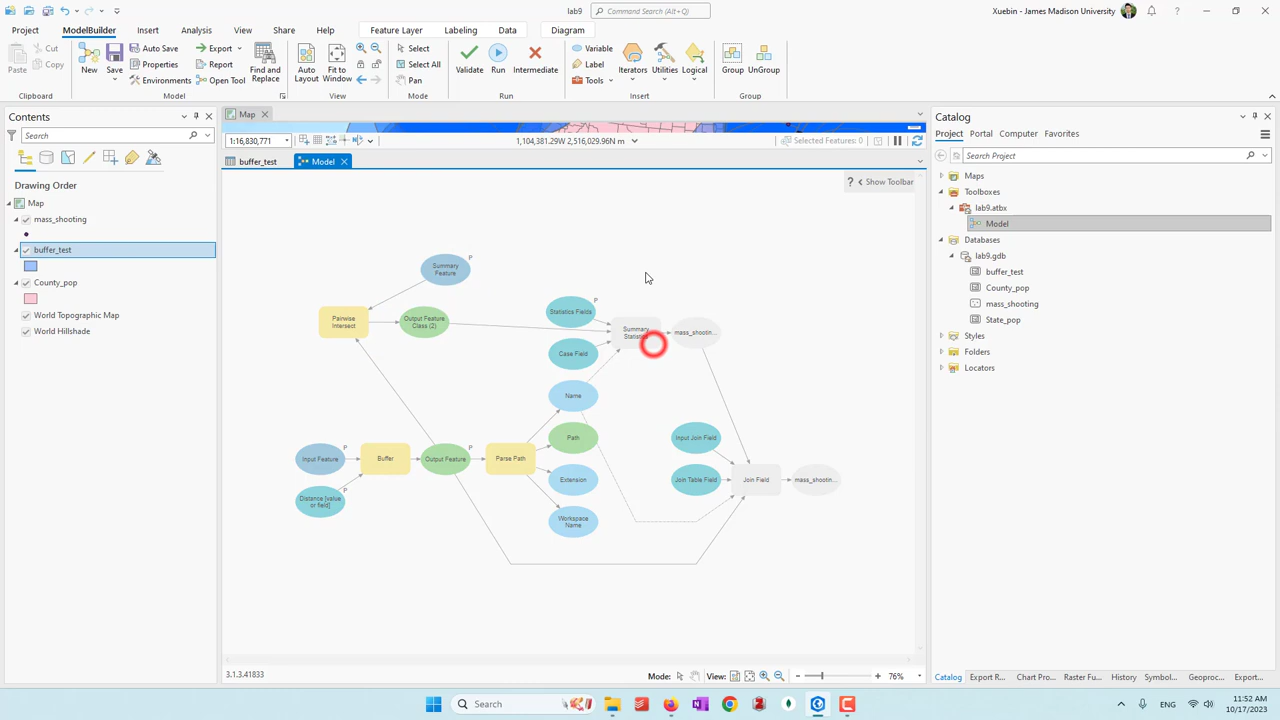 lab9
Command Search (Alt+Q)
Xuebin - James Madison University
Project
ModelBuilder
Insert
Analysis
View
Share
Help
Feature Layer
Labeling
Data
Diagram
Paste
Cut
Copy
Clipboard
New
Save
Auto Save
Properties
Environments
Export
Report
Open Tool
Find and
Replace
Model
Auto
Layout
Fit to
Window
View
Select
Select All
Pan
Mode
Validate
Run
Intermediate
Run
Variable
Label
Tools
Iterators
Utilities
Logical
Insert
Group
UnGroup
Group
Contents
Search
Drawing Order
Map
mass_shooting
buffer_test
County_pop
World Topographic Map
World Hillshade
Map
1:16,830,771
1,104,381.29W 2,516,029.96N m
Selected Features: 0
buffer_test
Model
Show Toolbar
Summary
Feature
P
Pairwise
Intersect
Output Feature
Class (2)
Statistics Fields
P
Case Field
Summary
Statistics
mass_shootin...
Name
Input Feature
P
Distance [value
or field]
P
Buffer
Output Feature
P
Parse Path
Path
Extension
Workspace
Name
Input Join Field
Join Table Field
Join Field
mass_shootin...
3.1.3.41833
Mode:
View:
76%
Catalog
Project
Portal
Computer
Favorites
Search Project
Maps
Toolboxes
lab9.atbx
Model
Databases
lab9.gdb
buffer_test
County_pop
mass_shooting
State_pop
Styles
Folders
Locators
Catalog
Export R...
Chart Pro...
Raster Fu...
History
Symbol...
Geoproc...
Export...
Search
ENG
11:52 AM
10/17/2023